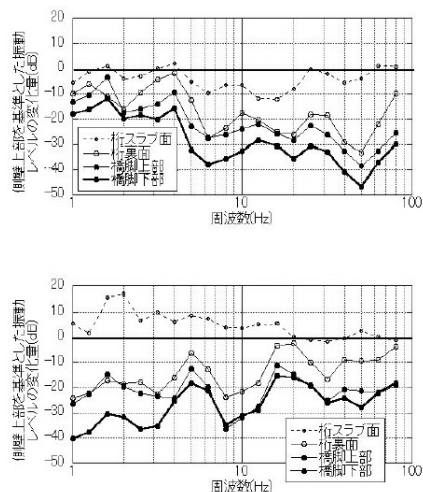 側壁上部を基準とした振動
レベルの変化量(dB)
20
10
0
−10
−20
−30
−40
−50
桁スラブ面
桁裏面
橋脚上部
橋脚下部
1
10
100
周波数(Hz)
側壁上部を基準とした振動
レベルの変化量(dB)
20
10
0
−10
−20
−30
−40
−50
桁スラブ面
桁裏面
橋脚上部
橋脚下部
1
10
100
周波数(Hz)